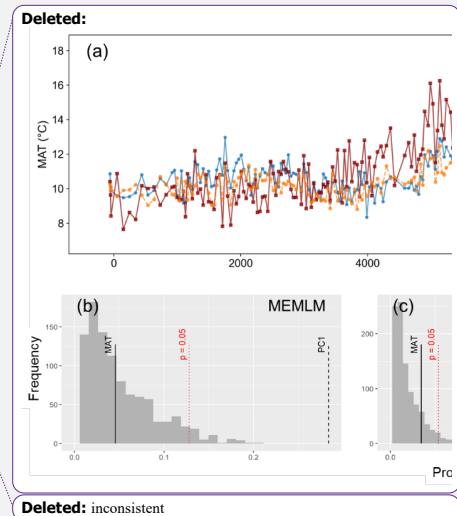 Deleted:
(a)
18
16
14
12
10
8
MAT (°C)
0
2000
4000
(b)
MEMLM
(c)
Frequency
150
100
50
0
MAT
p = 0.05
PC1
0.0
0.1
0.2
200
100
0
MAT
p = 0.05
0.0
Pro
Deleted: inconsistent